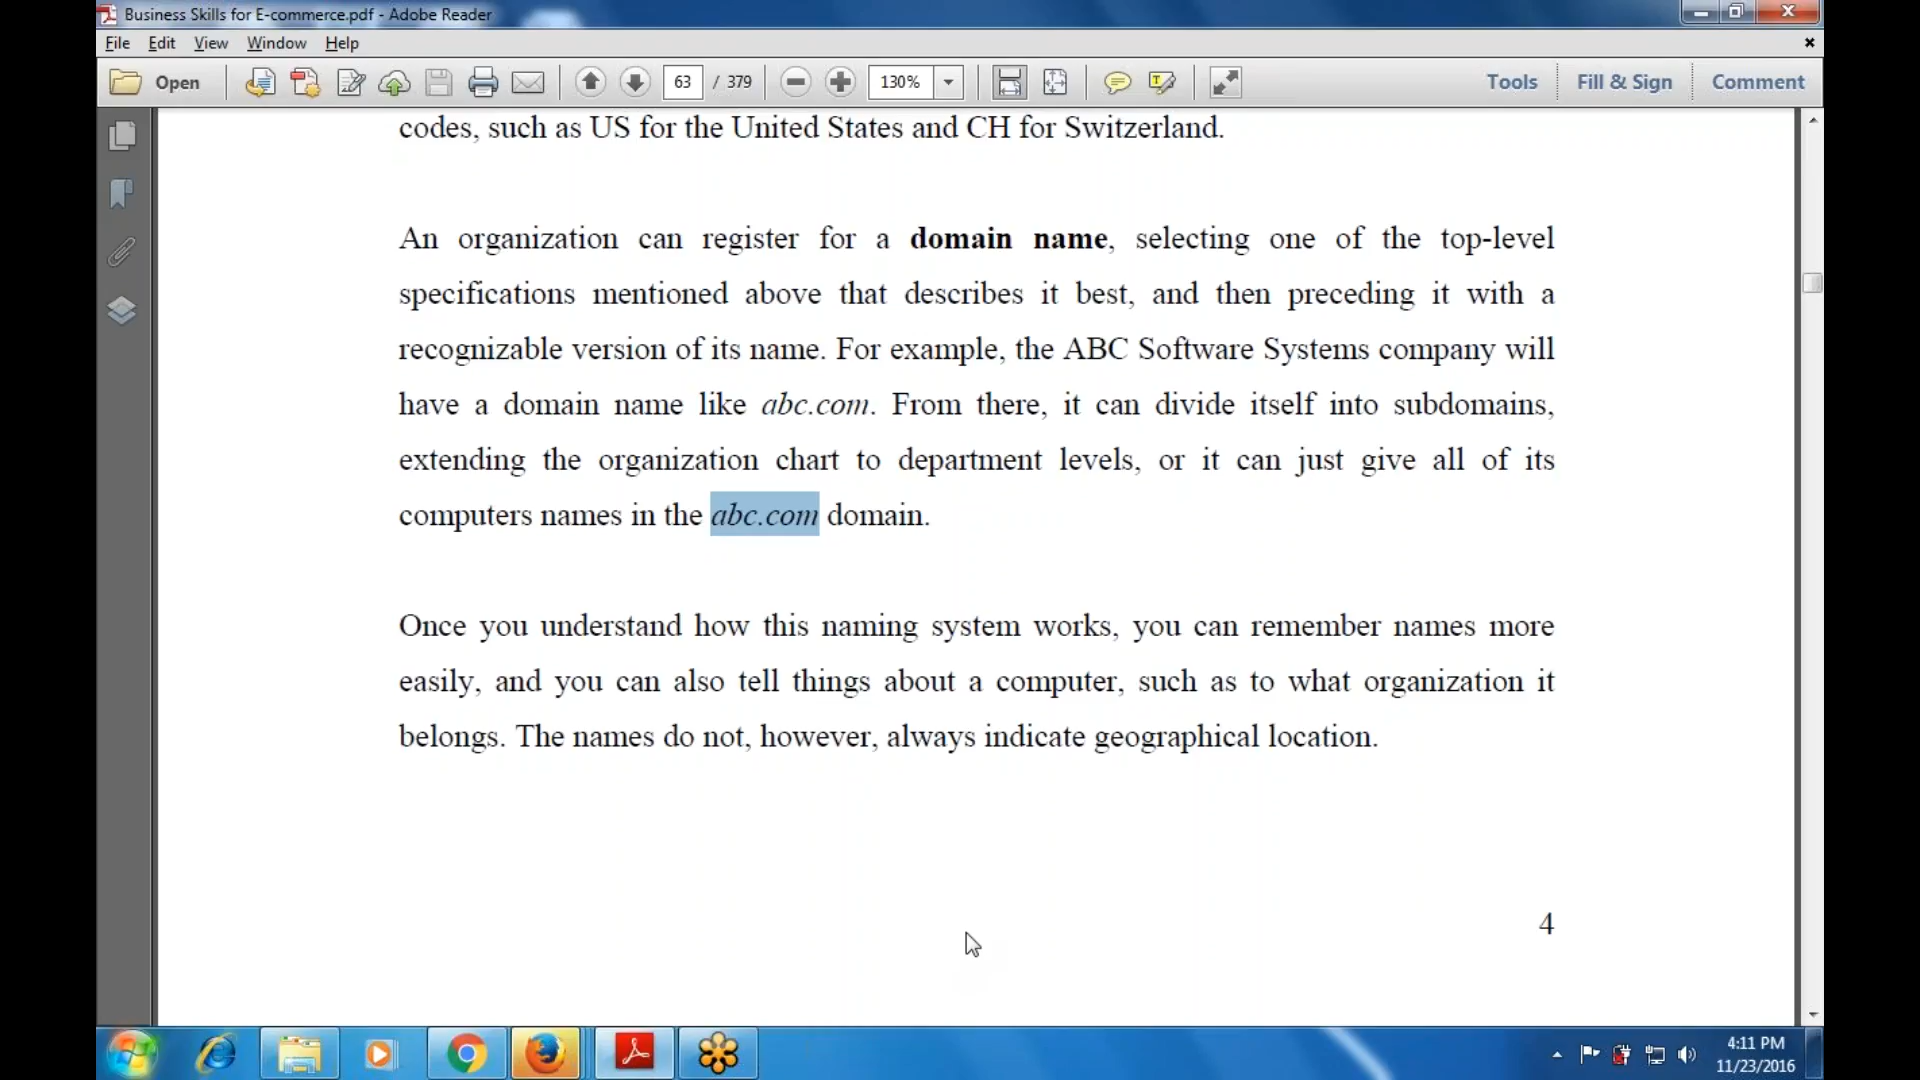 Business Skills for E-commerce.pdf - Adobe Reader
File Edit View Window Help
Open 63 / 379 130% Tools Fill & Sign Comment
codes, such as US for the United States and CH for Switzerland.
An organization can register for a domain name, selecting one of the top-level
specifications mentioned above that describes it best, and then preceding it with a
recognizable version of its name. For example, the ABC Software Systems company will
have a domain name like abc.com. From there, it can divide itself into subdomains,
extending the organization chart to department levels, or it can just give all of its
computers names in the abc.com domain.
Once you understand how this naming system works, you can remember names more
easily, and you can also tell things about a computer, such as to what organization it
belongs. The names do not, however, always indicate geographical location.
4
4:11 PM
11/23/2016